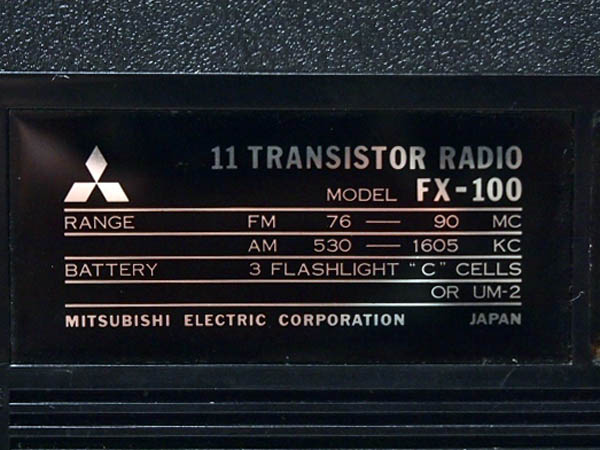 11 TRANSISTOR RADIO
MODEL FX-100
RANGE FM 76 — 90 MC
AM 530 — 1605 KC
BATTERY 3 FLASHLIGHT "C" CELLS
OR UM-2
MITSUBISHI ELECTRIC CORPORATION JAPAN